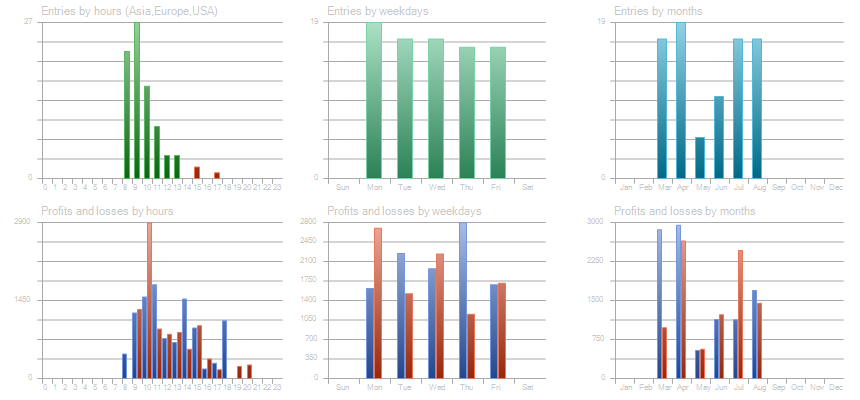 Entries by hours (Asia,Europe,USA)
27
0
0 1 2 3 4 5 6 7 8 9 10 11 12 13 14 15 16 17 18 19 20 21 22 23
Entries by weekdays
19
0
Sun Mon Tue Wed Thu Fri Sat
Entries by months
19
0
Jan Feb Mar Apr May Jun Jul Aug Sep Oct Nov Dec
Profits and losses by hours
2900
1450
0
0 1 2 3 4 5 6 7 8 9 10 11 12 13 14 15 16 17 18 19 20 21 22 23
Profits and losses by weekdays
2800
2450
2100
1750
1400
1050
700
350
0
Sun Mon Tue Wed Thu Fri Sat
Profits and losses by months
3000
2250
1500
750
0
Jan Feb Mar Apr May Jun Jul Aug Sep Oct Nov Dec